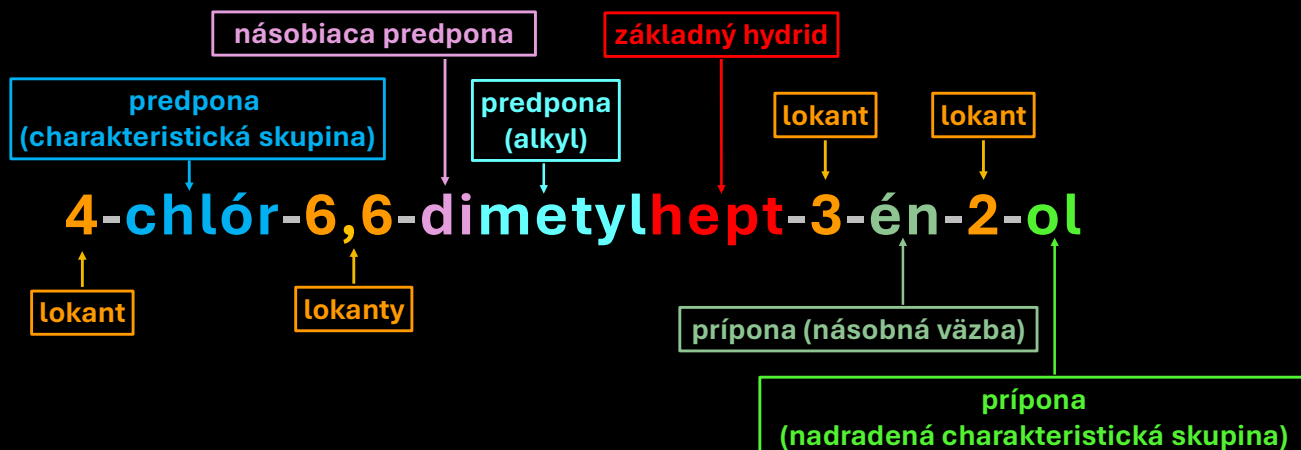 násobiaca predpona
základný hydrid
predpona
(charakteristická skupina)
predpona
(alkyl)
lokant
lokant
4-chlór-6,6-dimetylhept-3-én-2-ol
lokant
lokanty
prípona (násobná väzba)
prípona
(nadradená charakteristická skupina)